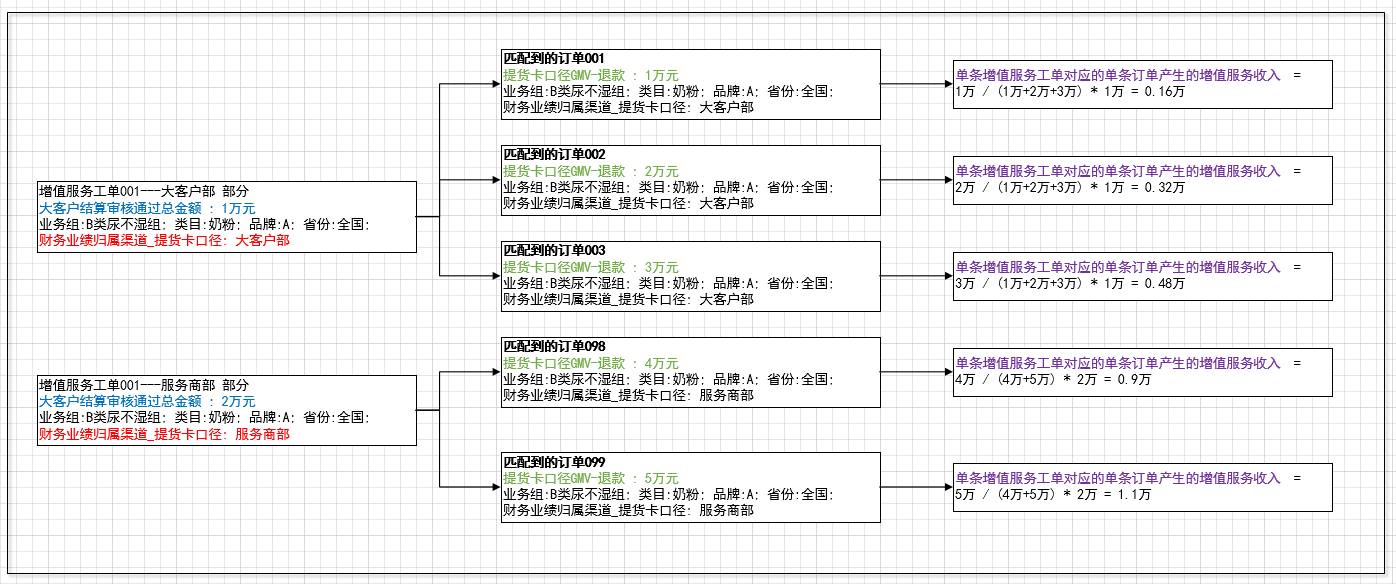 增值服务工单001---大客户部 部分
大客户结算审核通过总金额 : 1万元
业务组:B类尿不湿组; 类目:奶粉; 品牌:A; 省份:全国;
财务业绩归属渠道_提货卡口径: 大客户部
匹配到的订单001
提货卡口径GMV-退款 : 1万元
业务组:B类尿不湿组; 类目:奶粉; 品牌:A; 省份:全国;
财务业绩归属渠道_提货卡口径: 大客户部
单条增值服务工单对应的单条订单产生的增值服务收入 =
1万 / (1万+2万+3万) * 1万 = 0.16万
匹配到的订单002
提货卡口径GMV-退款 : 2万元
业务组:B类尿不湿组; 类目:奶粉; 品牌:A; 省份:全国;
财务业绩归属渠道_提货卡口径: 大客户部
单条增值服务工单对应的单条订单产生的增值服务收入 =
2万 / (1万+2万+3万) * 1万 = 0.32万
匹配到的订单003
提货卡口径GMV-退款 : 3万元
业务组:B类尿不湿组; 类目:奶粉; 品牌:A; 省份:全国;
财务业绩归属渠道_提货卡口径: 大客户部
单条增值服务工单对应的单条订单产生的增值服务收入 =
3万 / (1万+2万+3万) * 1万 = 0.48万
增值服务工单001---服务商部 部分
大客户结算审核通过总金额 : 2万元
业务组:B类尿不湿组; 类目:奶粉; 品牌:A; 省份:全国;
财务业绩归属渠道_提货卡口径: 服务商部
匹配到的订单098
提货卡口径GMV-退款 : 4万元
业务组:B类尿不湿组; 类目:奶粉; 品牌:A; 省份:全国;
财务业绩归属渠道_提货卡口径: 服务商部
单条增值服务工单对应的单条订单产生的增值服务收入 =
4万 / (4万+5万) * 2万 = 0.9万
匹配到的订单099
提货卡口径GMV-退款 : 5万元
业务组:B类尿不湿组; 类目:奶粉; 品牌:A; 省份:全国;
财务业绩归属渠道_提货卡口径: 服务商部
单条增值服务工单对应的单条订单产生的增值服务收入 =
5万 / (4万+5万) * 2万 = 1.1万